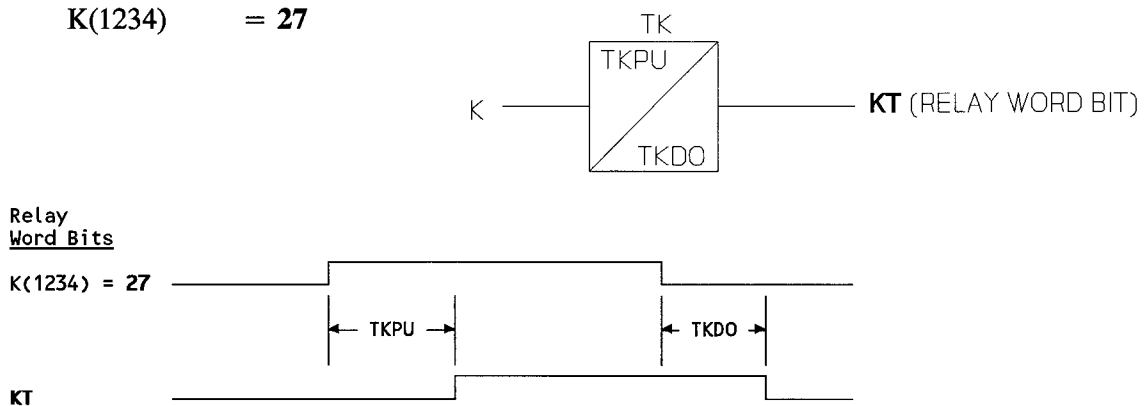 K(1234) = 27
TK
TKPU
K
KT (RELAY WORD BIT)
TKDO
Relay
Word Bits
K(1234) = 27
TKPU
TKDO
KT